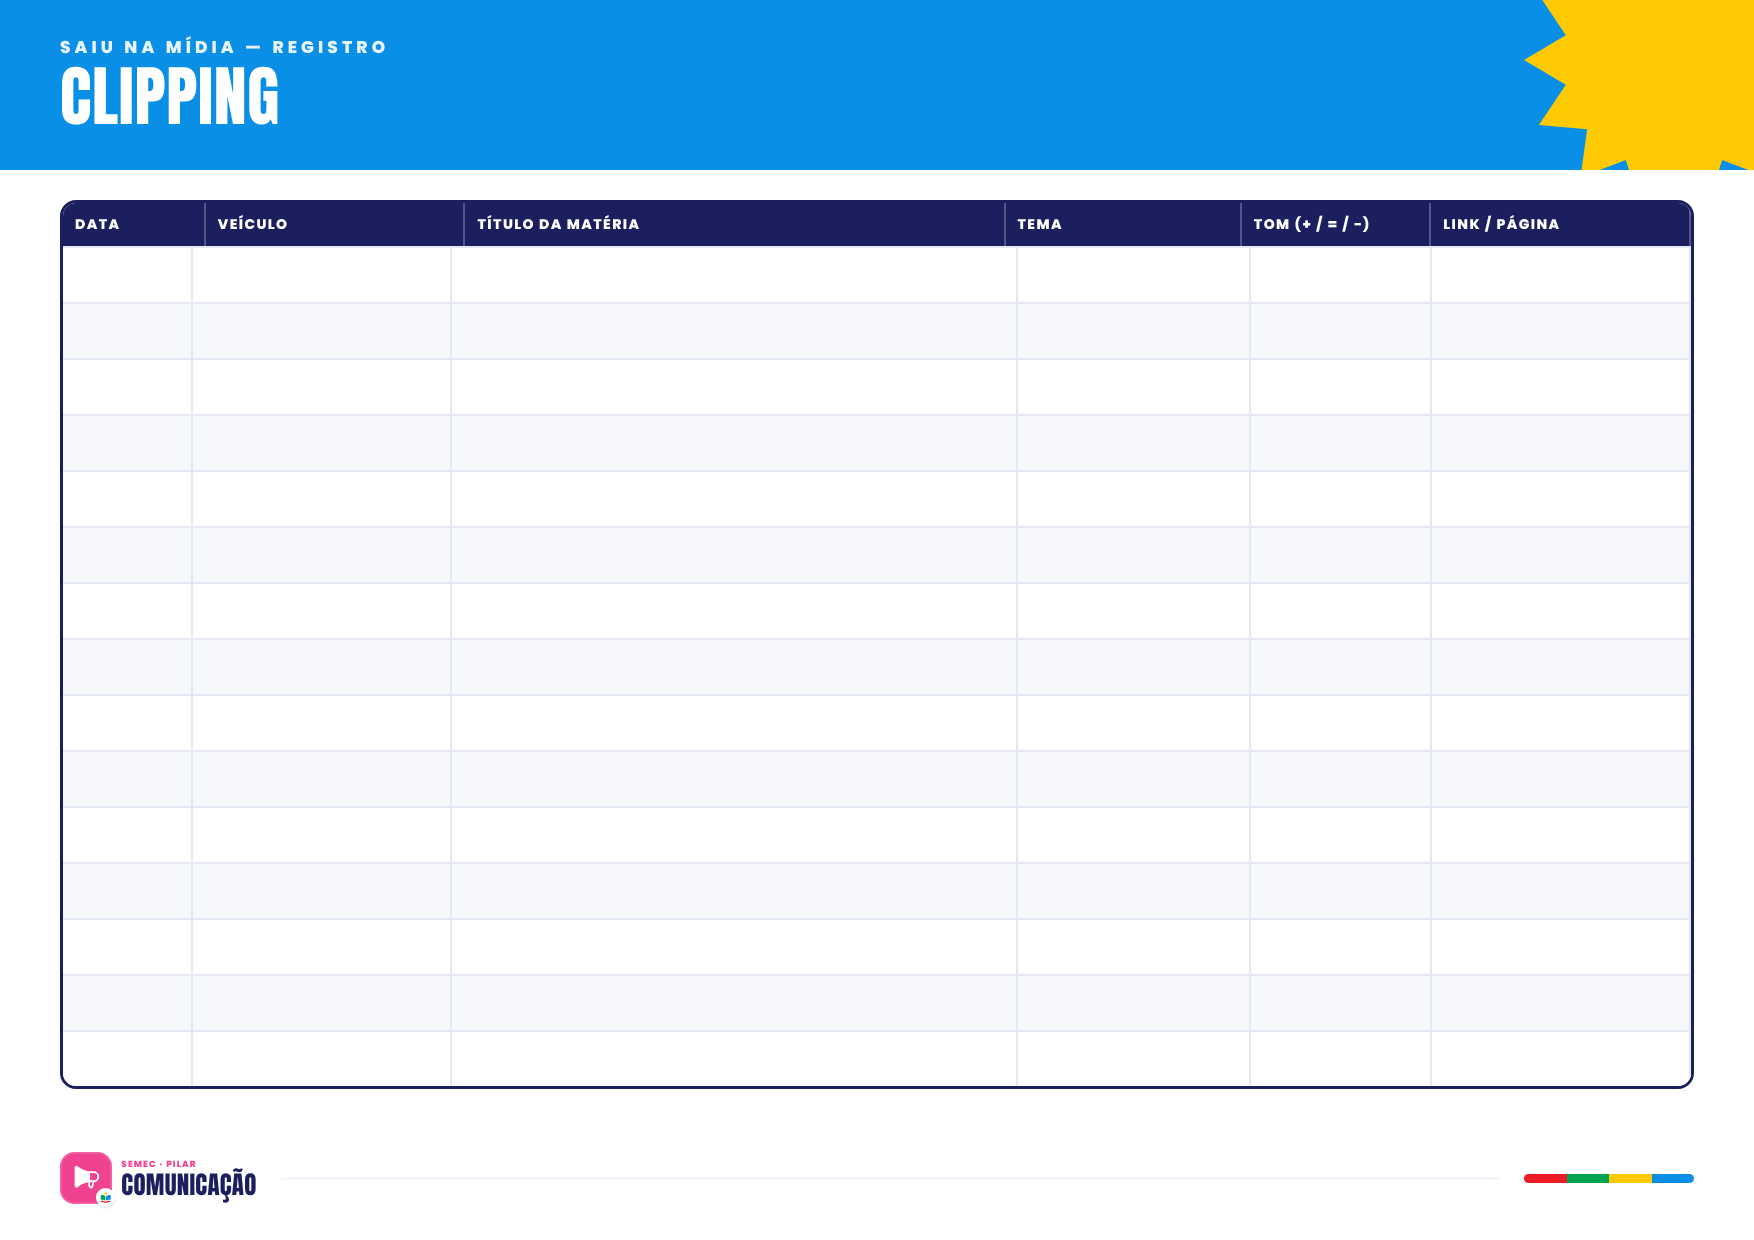 SAIU NA MÍDIA — REGISTRO
CLIPPING
DATA VEÍCULO TÍTULO DA MATÉRIA TEMA TOM (+ / = / −) LINK / PÁGINA
SEMEC · PILAR
COMUNICAÇÃO